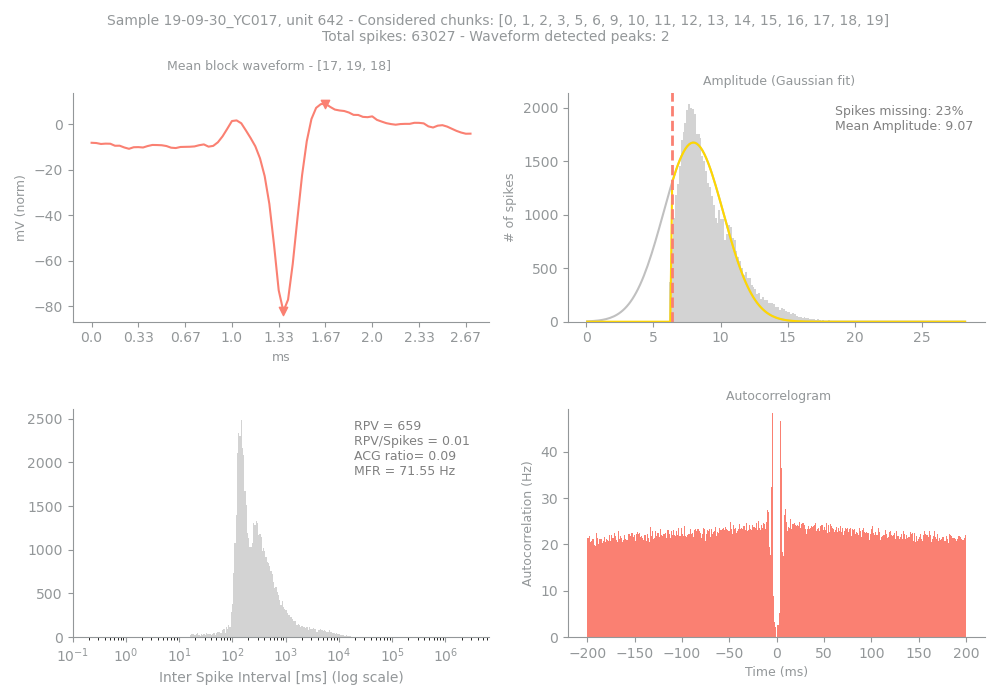 Sample 19-09-30_YC017, unit 642 - Considered chunks: [0, 1, 2, 3, 5, 6, 9, 10, 11, 12, 13, 14, 15, 16, 17, 18, 19]
Total spikes: 63027 - Waveform detected peaks: 2
Mean block waveform - [17, 19, 18]
mV (norm)
0
−20
−40
−60
−80
0.0 0.33 0.67 1.0 1.33 1.67 2.0 2.33 2.67
ms
Amplitude (Gaussian fit)
Spikes missing: 23%
Mean Amplitude: 9.07
# of spikes
2000
1500
1000
500
0
0 5 10 15 20 25
RPV = 659
RPV/Spikes = 0.01
ACG ratio= 0.09
MFR = 71.55 Hz
2500
2000
1500
1000
500
0
10⁻¹ 10⁰ 10¹ 10² 10³ 10⁴ 10⁵ 10⁶
Inter Spike Interval [ms] (log scale)
Autocorrelogram
Autocorrelation (Hz)
40
30
20
10
0
−200 −150 −100 −50 0 50 100 150 200
Time (ms)